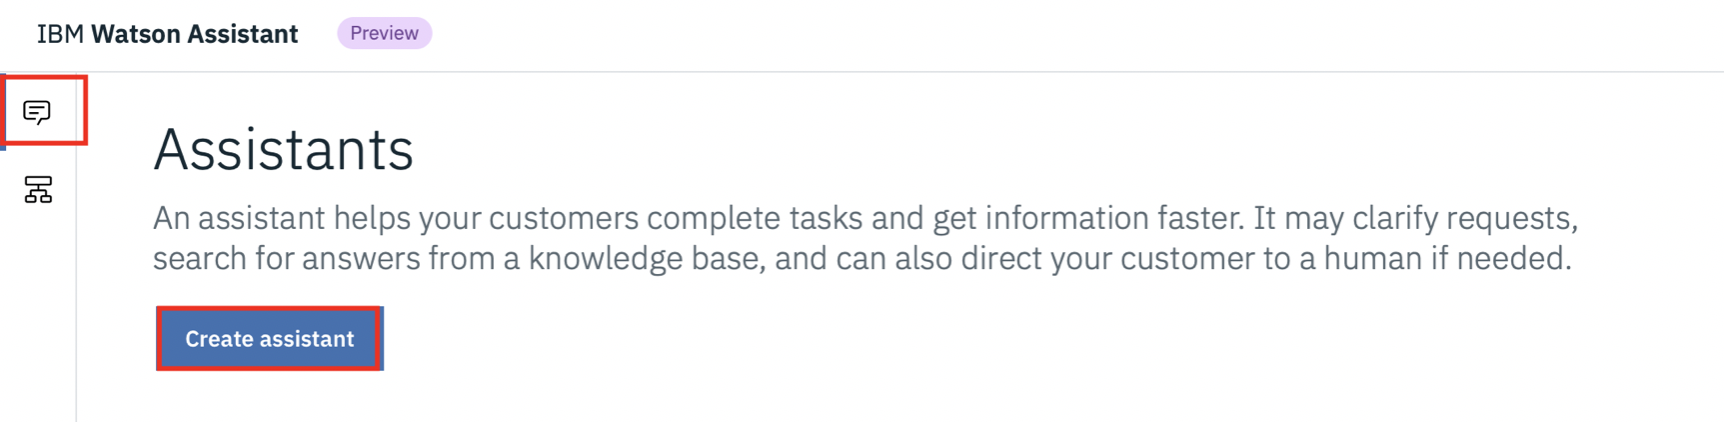 IBM Watson Assistant Preview
Assistants
An assistant helps your customers complete tasks and get information faster. It may clarify requests,
search for answers from a knowledge base, and can also direct your customer to a human if needed.
Create assistant